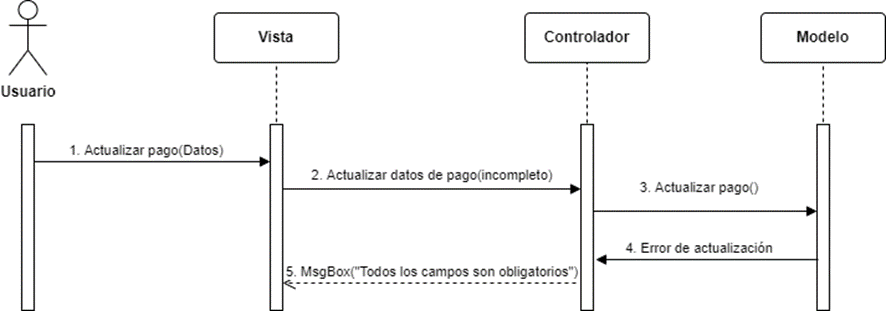 Usuario
Vista
Controlador
Modelo
1. Actualizar pago(Datos)
2. Actualizar datos de pago(incompleto)
3. Actualizar pago()
4. Error de actualización
5. MsgBox("Todos los campos son obligatorios")